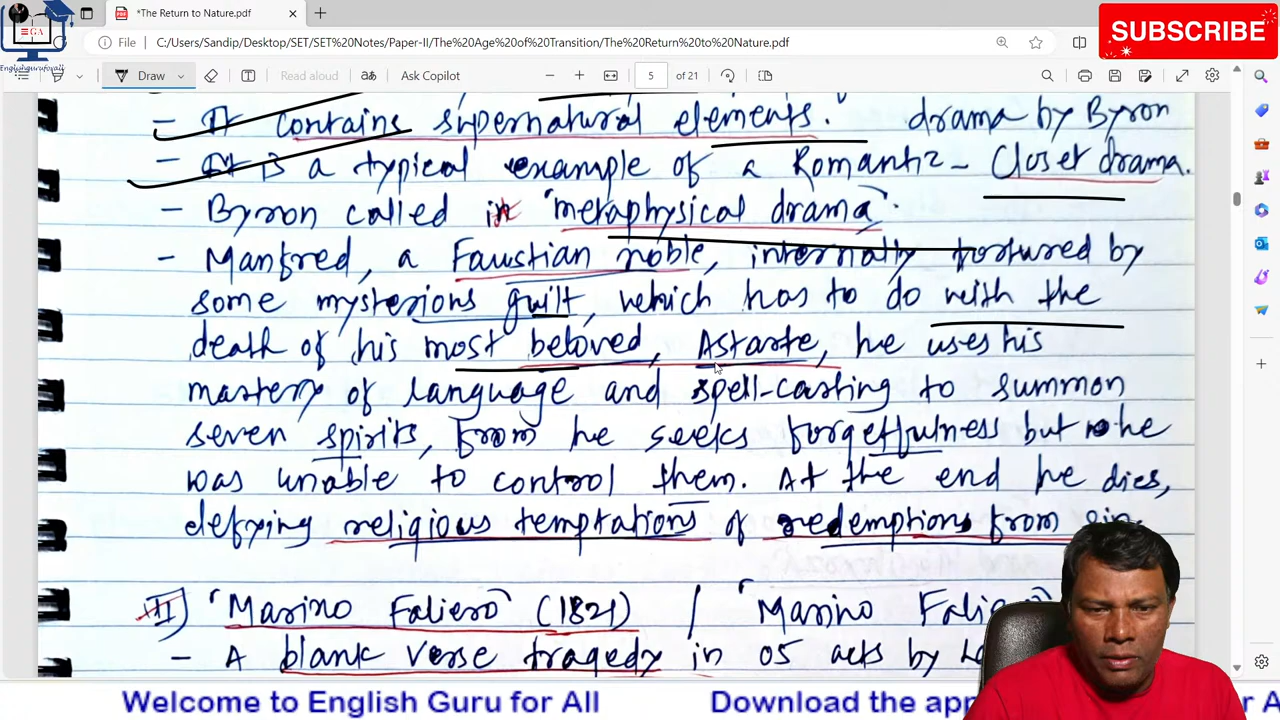 *The Return to Nature.pdf
SUBSCRIBE
EGA
Englishguruforall
File C:/Users/Sandip/Desktop/SET/SET%20Notes/Paper-II/The%20Age%20of%20Transition/The%20Return%20to%20Nature.pdf
Draw Read aloud Ask Copilot 5 of 21
- It contains supernatural elements." drama by Byron
- It is a typical example of a Romantic - Closet drama.
- Byron called it "metaphysical drama".
- Manfred, a Faustian noble, internally tortured by
some mysterious guilt, which has to do with the
death of his most beloved, Astarte, he uses his
mastery of language and spell-casting to summon
seven spirits, from he seeks forgetfulness but he
was unable to control them. At the end he dies,
defying religious temptations of redemptions from sin.
II) "Marino Faliero" (1821) / "Marino
- A blank verse tragedy in 05 acts by
Welcome to English Guru for All Download the app